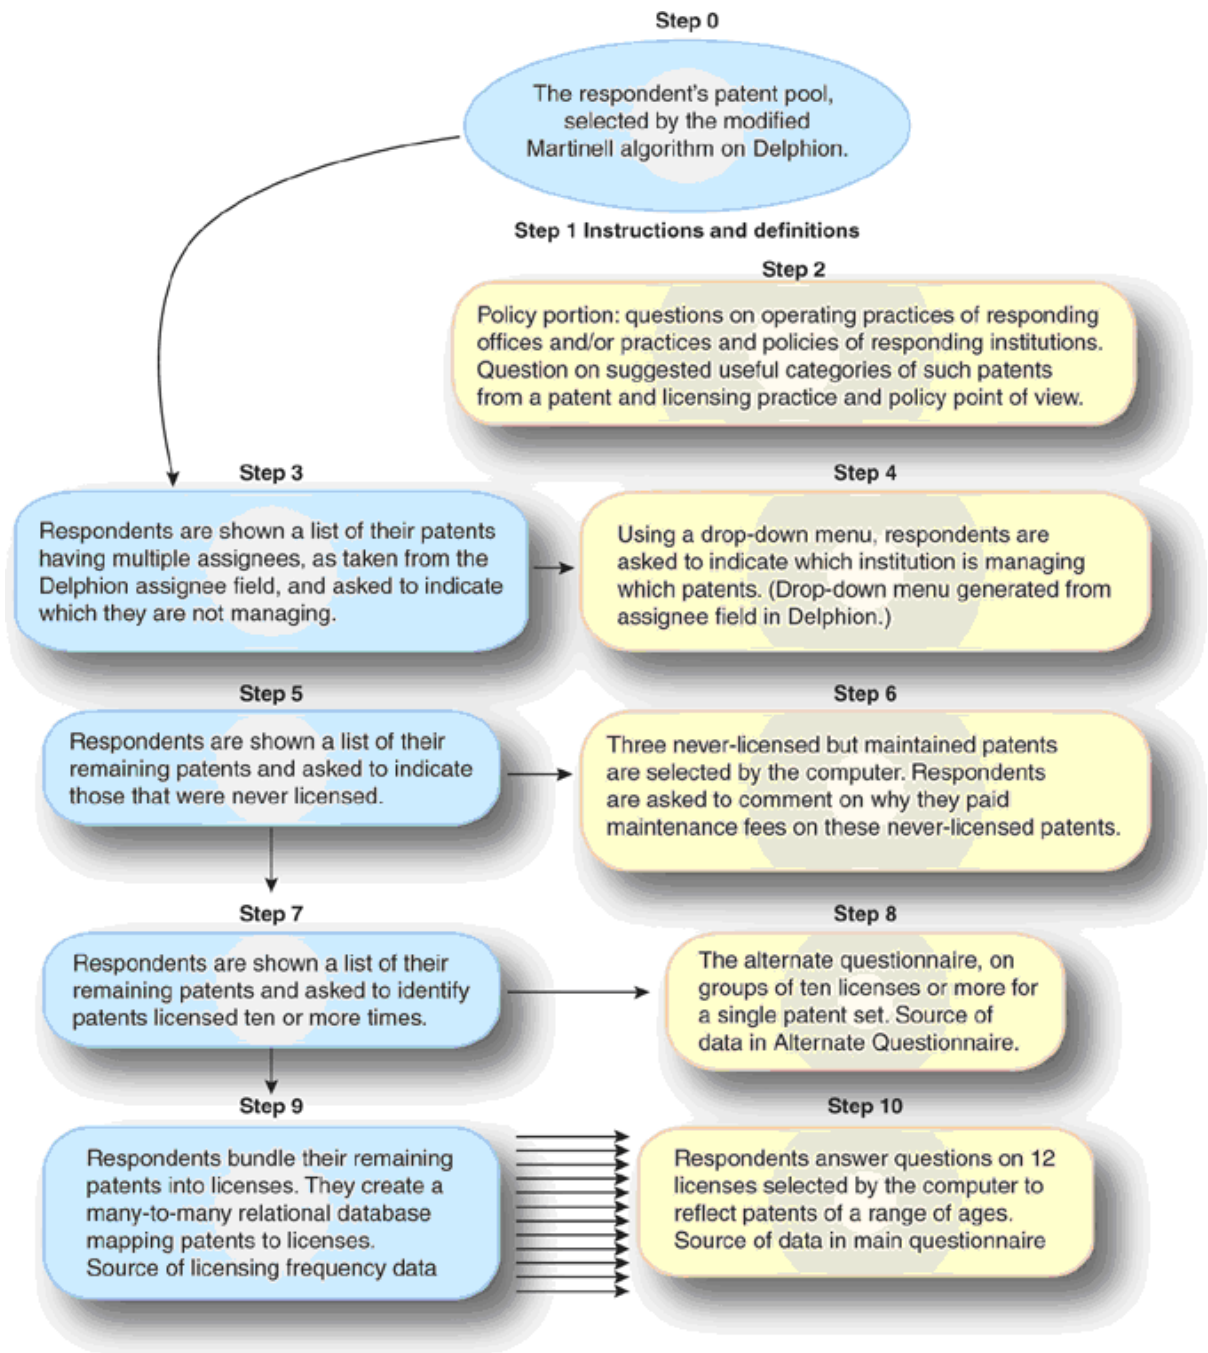 Step 0
The respondent's patent pool,
selected by the modified
Martinell algorithm on Delphion.
Step 1 Instructions and definitions
Step 2
Policy portion: questions on operating practices of responding
offices and/or practices and policies of responding institutions.
Question on suggested useful categories of such patents
from a patent and licensing practice and policy point of view.
Step 3
Respondents are shown a list of their patents
having multiple assignees, as taken from the
Delphion assignee field, and asked to indicate
which they are not managing.
Step 4
Using a drop-down menu, respondents are
asked to indicate which institution is managing
which patents. (Drop-down menu generated from
assignee field in Delphion.)
Step 5
Respondents are shown a list of their
remaining patents and asked to indicate
those that were never licensed.
Step 6
Three never-licensed but maintained patents
are selected by the computer. Respondents
are asked to comment on why they paid
maintenance fees on these never-licensed patents.
Step 7
Respondents are shown a list of their
remaining patents and asked to identify
patents licensed ten or more times.
Step 8
The alternate questionnaire, on
groups of ten licenses or more for
a single patent set. Source of
data in Alternate Questionnaire.
Step 9
Respondents bundle their remaining
patents into licenses. They create a
many-to-many relational database
mapping patents to licenses.
Source of licensing frequency data
Step 10
Respondents answer questions on 12
licenses selected by the computer to
reflect patents of a range of ages.
Source of data in main questionnaire